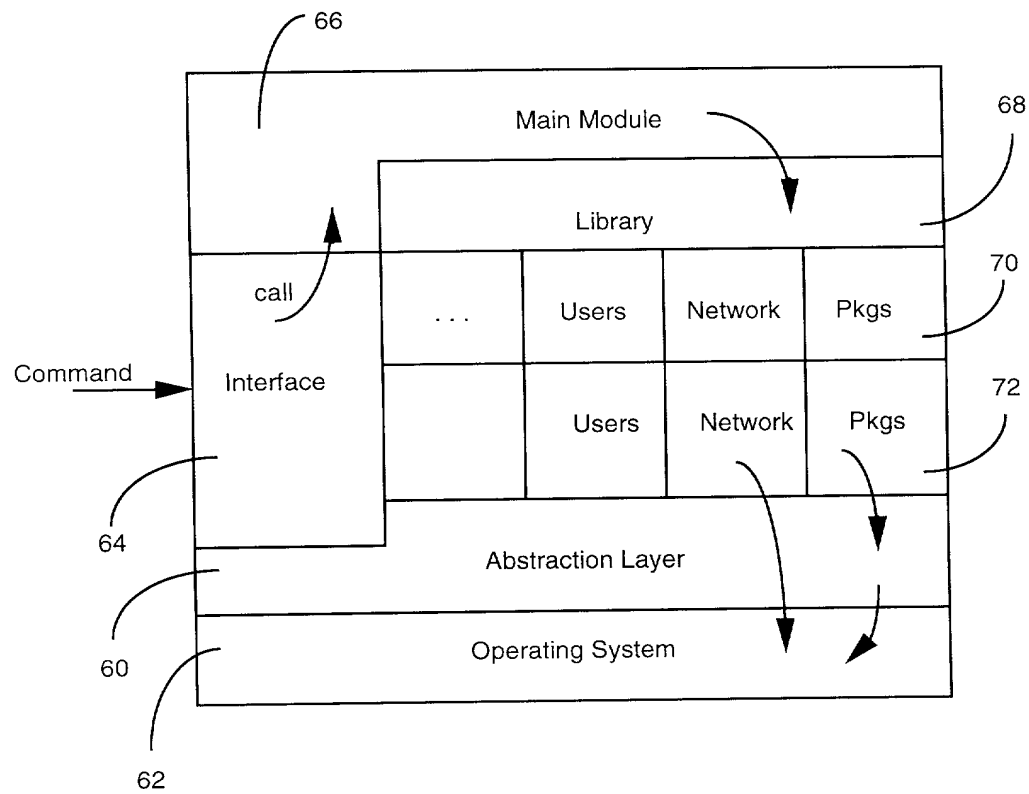 66
Main Module
68
Library
call
70
. . .
Users
Network
Pkgs
Command
Interface
72
Users
Network
Pkgs
64
Abstraction Layer
60
Operating System
62